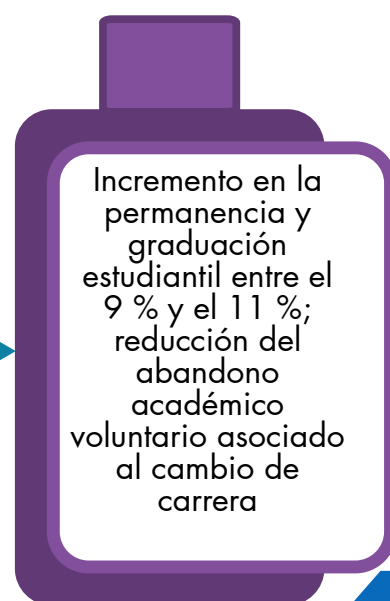 Incremento en la
permanencia y
graduación
estudiantil entre el
9 % y el 11 %;
reducción del
abandono
académico
voluntario asociado
al cambio de
carrera